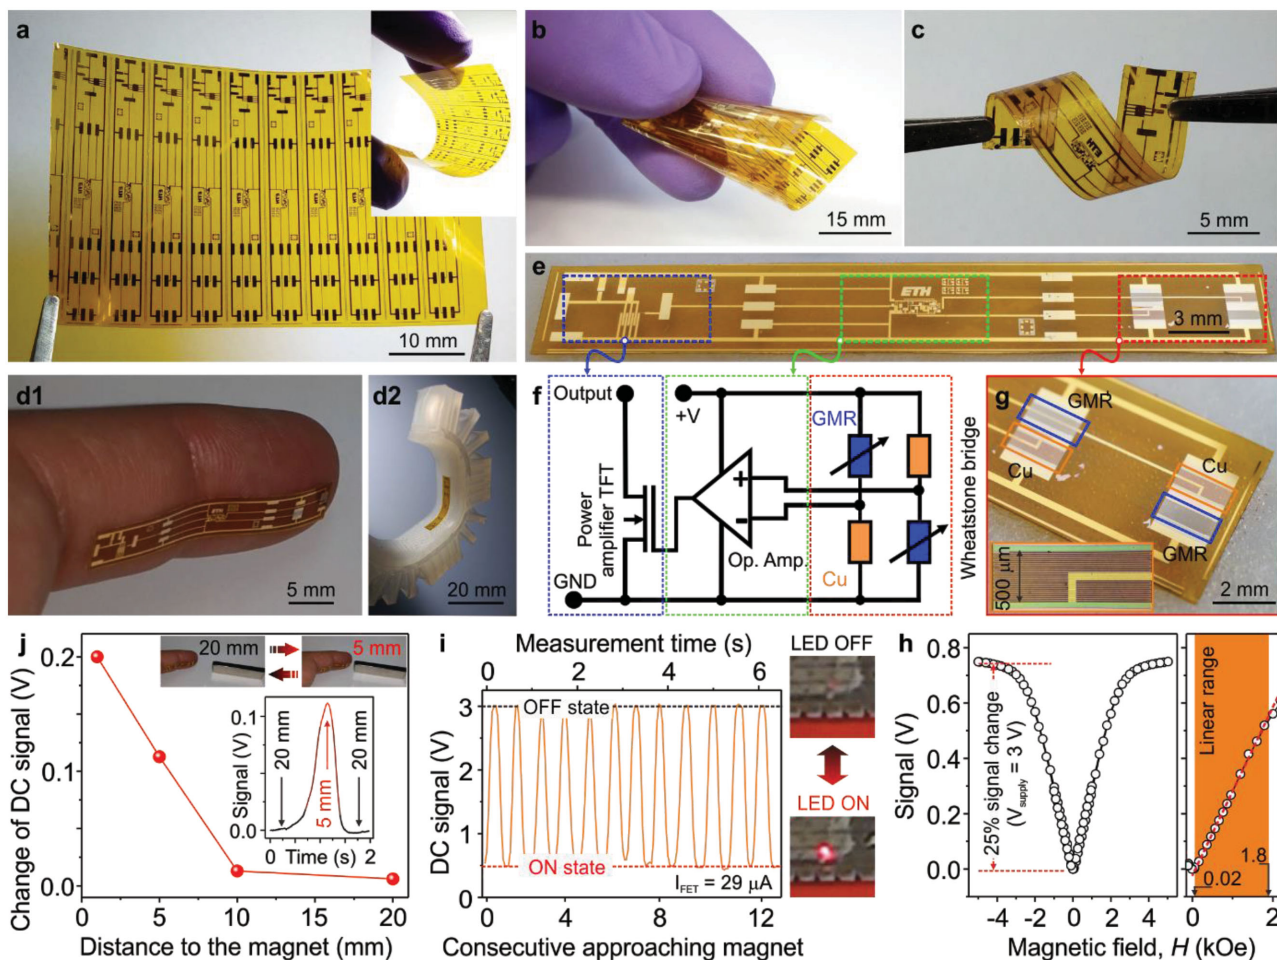 a
10 mm
b
15 mm
c
5 mm
HT3
e
ETH
3 mm
d1
5 mm
d2
20 mm
f
Output
+V
GMR
Power
amplifier TFT
Op. Amp.
Cu
GND
Wheatstone bridge
g
GMR
Cu
Cu
GMR
500 µm
2 mm
j
20 mm
5 mm
Change of DC signal (V)
0.2
0.1
0.0
Signal (V)
0.1
0.0
20 mm
5 mm
20 mm
0 Time (s) 2
0 5 10 15 20
Distance to the magnet (mm)
i
Measurement time (s)
0 1 2 3 4 5 6
DC signal (V)
3
2
1
0
OFF state
ON state
I_FET = 29 µA
0 4 8 12
Consecutive approaching magnet
LED OFF
LED ON
h
Signal (V)
0.8
0.6
0.4
0.2
0.0
25% signal change
(V_supply = 3 V)
-4 -2 0 2 4
Linear range
1.8
0.02
0 2
Magnetic field, H (kOe)